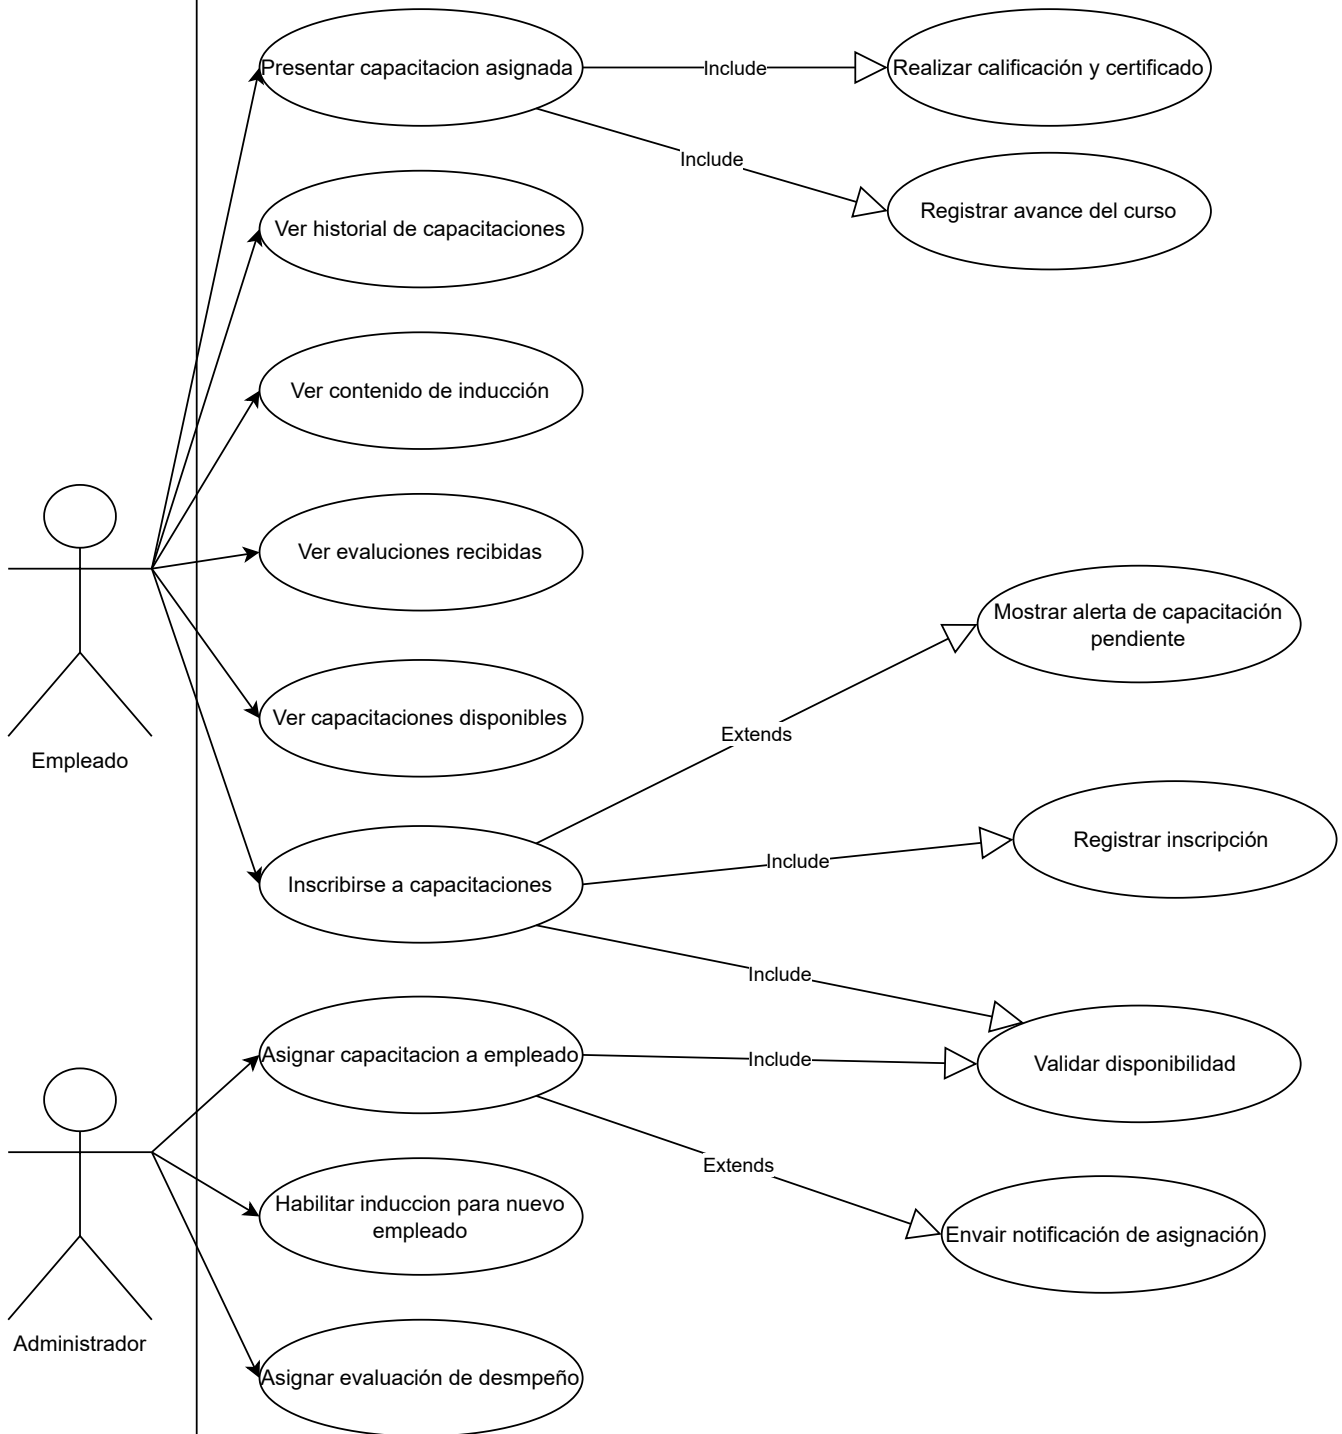 Presentar capacitacion asignada
Include
Realizar calificación y certificado
Include
Registrar avance del curso
Ver historial de capacitaciones
Ver contenido de inducción
Ver evaluciones recibidas
Empleado
Ver capacitaciones disponibles
Extends
Mostrar alerta de capacitación
pendiente
Inscribirse a capacitaciones
Include
Registrar inscripción
Include
Asignar capacitacion a empleado
Include
Validar disponibilidad
Extends
Envair notificación de asignación
Habilitar induccion para nuevo
empleado
Administrador
Asignar evaluación de desmpeño